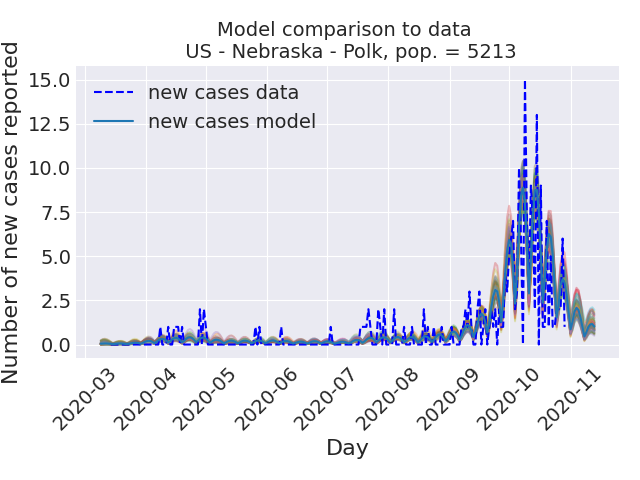 Model comparison to data
US - Nebraska - Polk, pop. = 5213
Number of new cases reported
15.0
12.5
10.0
7.5
5.0
2.5
0.0
new cases data
new cases model
2020-03
2020-04
2020-05
2020-06
2020-07
2020-08
2020-09
2020-10
2020-11
Day